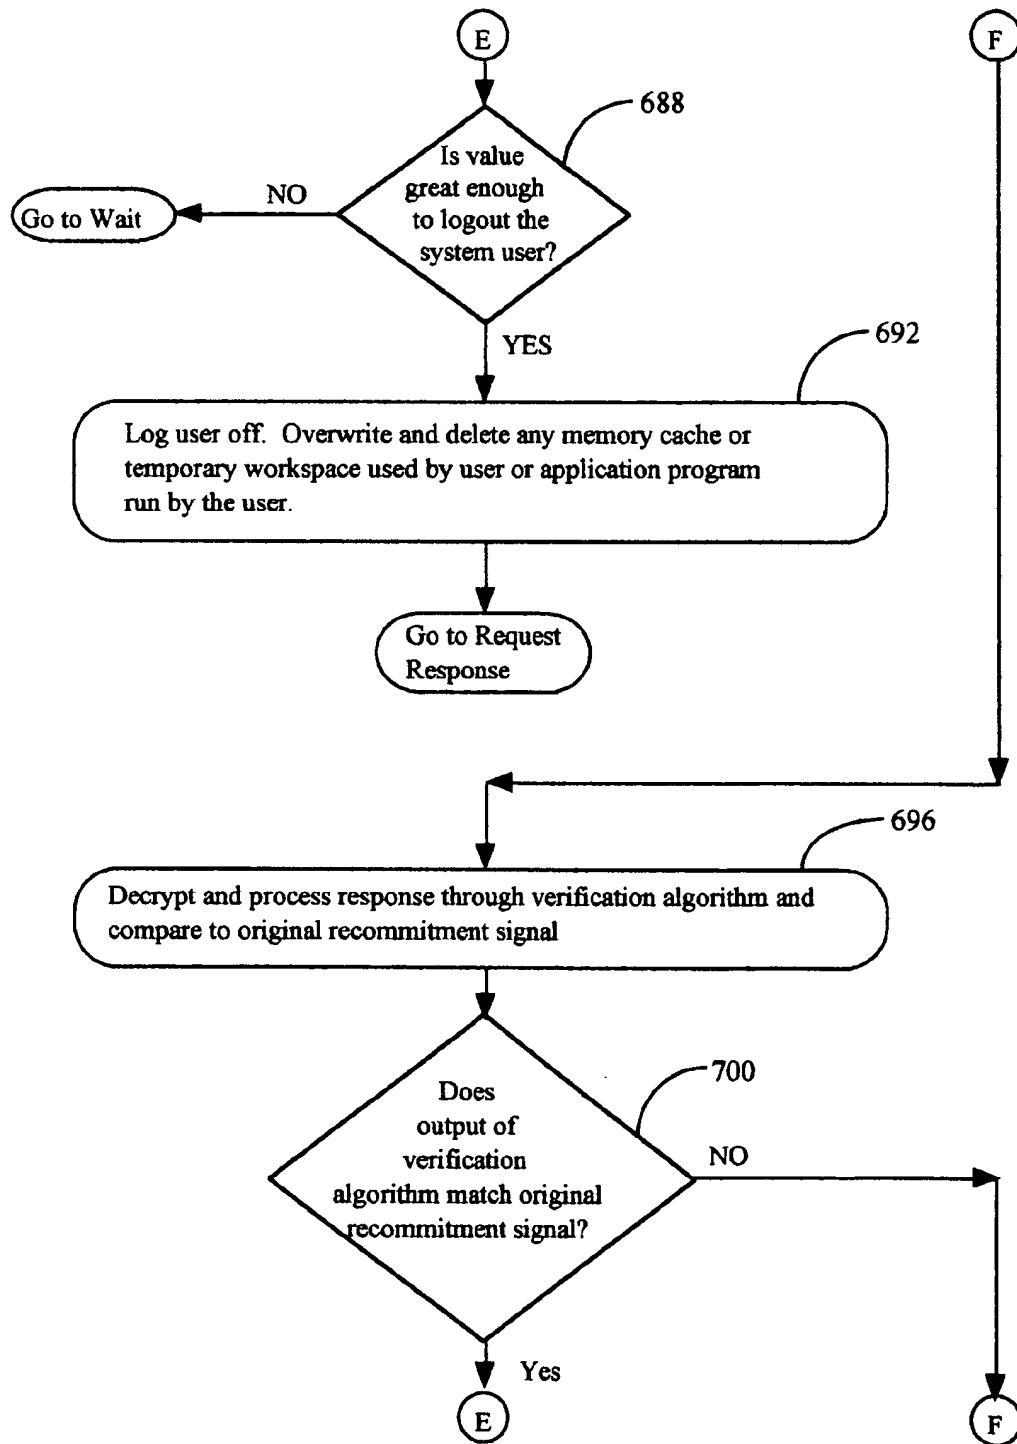 E
F
688
Is value
great enough
to logout the
system user?
NO
Go to Wait
YES
692
Log user off. Overwrite and delete any memory cache or
temporary workspace used by user or application program
run by the user.
Go to Request
Response
696
Decrypt and process response through verification algorithm and
compare to original recommitment signal
700
Does
output of
verification
algorithm match original
recommitment signal?
NO
Yes
E
F